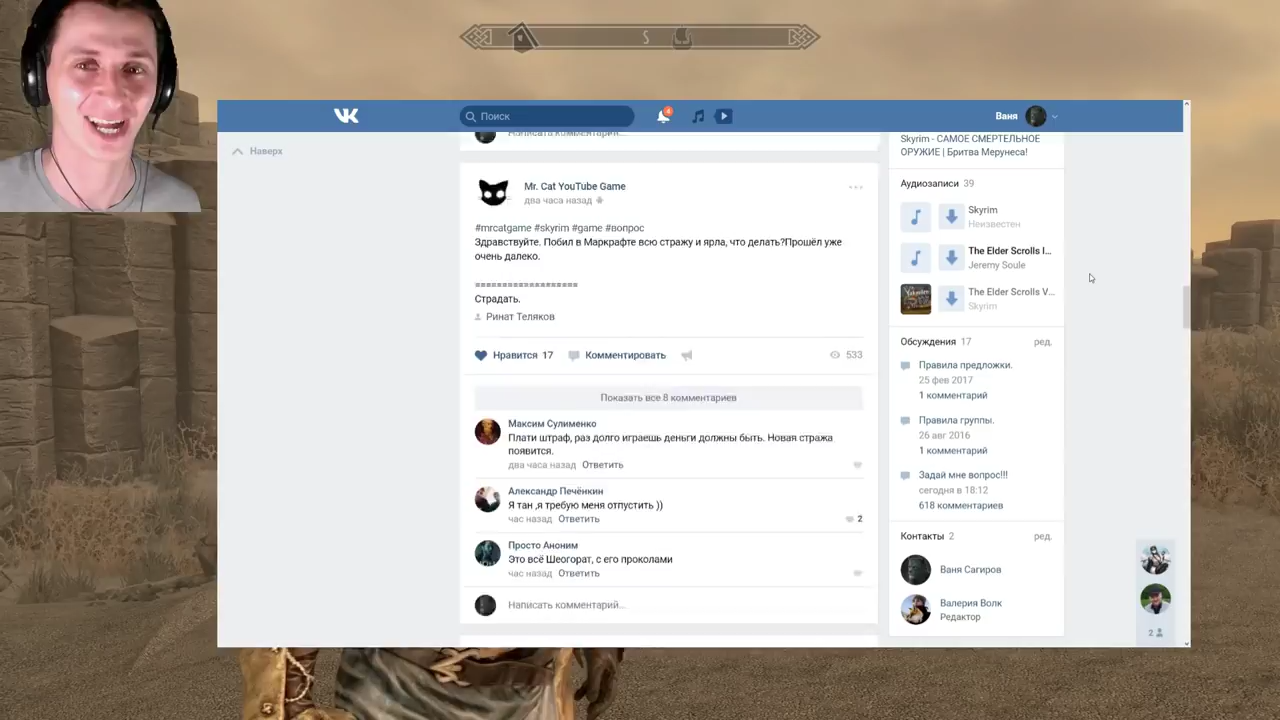 S
VK
Поиск
4
Ваня
Наверх
Написать комментарий...
Mr. Cat YouTube Game
два часа назад
#mrcatgame #skyrim #game #вопрос
Здравствуйте. Побил в Маркрафте всю стражу и ярла, что делать?Прошёл уже
очень далеко.
===================
Страдать.
Ринат Теляков
Нравится 17
Комментировать
533
Показать все 8 комментариев
Максим Сулименко
Плати штраф, раз долго играешь деньги должны быть. Новая стража
появится.
два часа назад Ответить
Александр Печёнкин
Я тан ,я требую меня отпустить ))
час назад Ответить
2
Просто Аноним
Это всё Шеогорат, с его проколами
час назад Ответить
Написать комментарий...
Skyrim - САМОЕ СМЕРТЕЛЬНОЕ
ОРУЖИЕ | Бритва Мерунеса!
Аудиозаписи 39
Skyrim
Неизвестен
The Elder Scrolls I...
Jeremy Soule
The Elder Scrolls V...
Skyrim
Обсуждения 17
ред.
Правила предложки.
25 фев 2017
1 комментарий
Правила группы.
26 авг 2016
1 комментарий
Задай мне вопрос!!!
сегодня в 18:12
618 комментариев
Контакты 2
ред.
Ваня Сагиров
Валерия Волк
Редактор
2